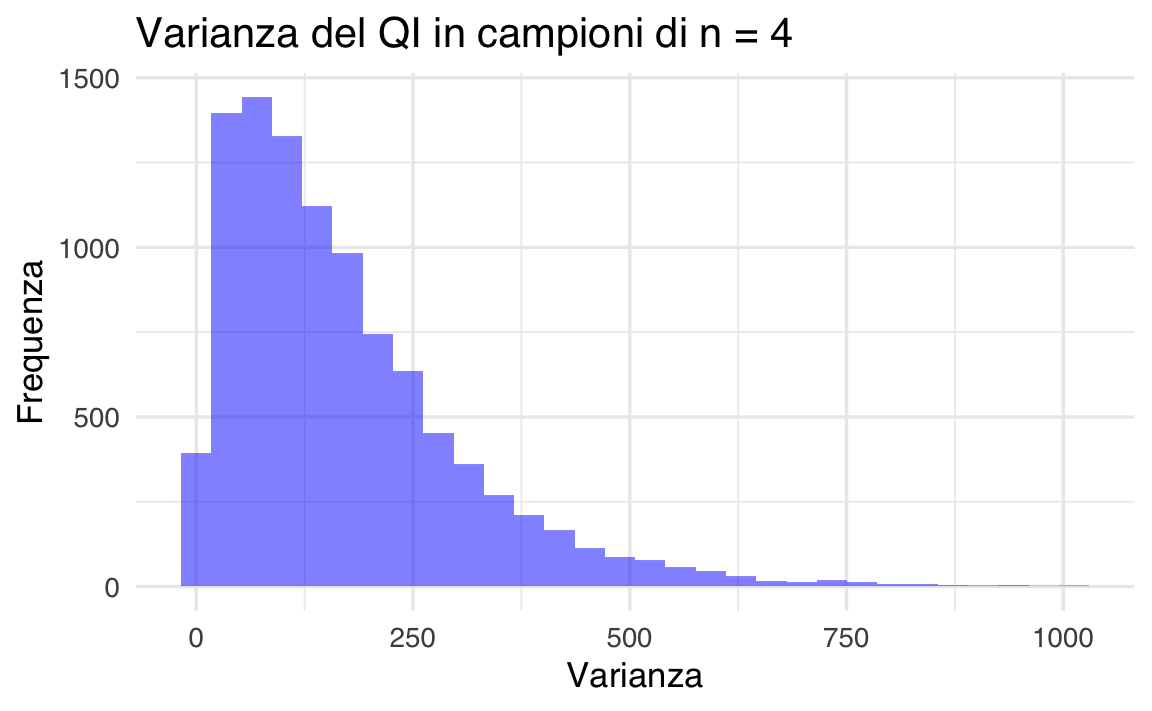 Varianza del QI in campioni di n = 4
1500
1000
500
0
Frequenza
0 250 500 750 1000
Varianza